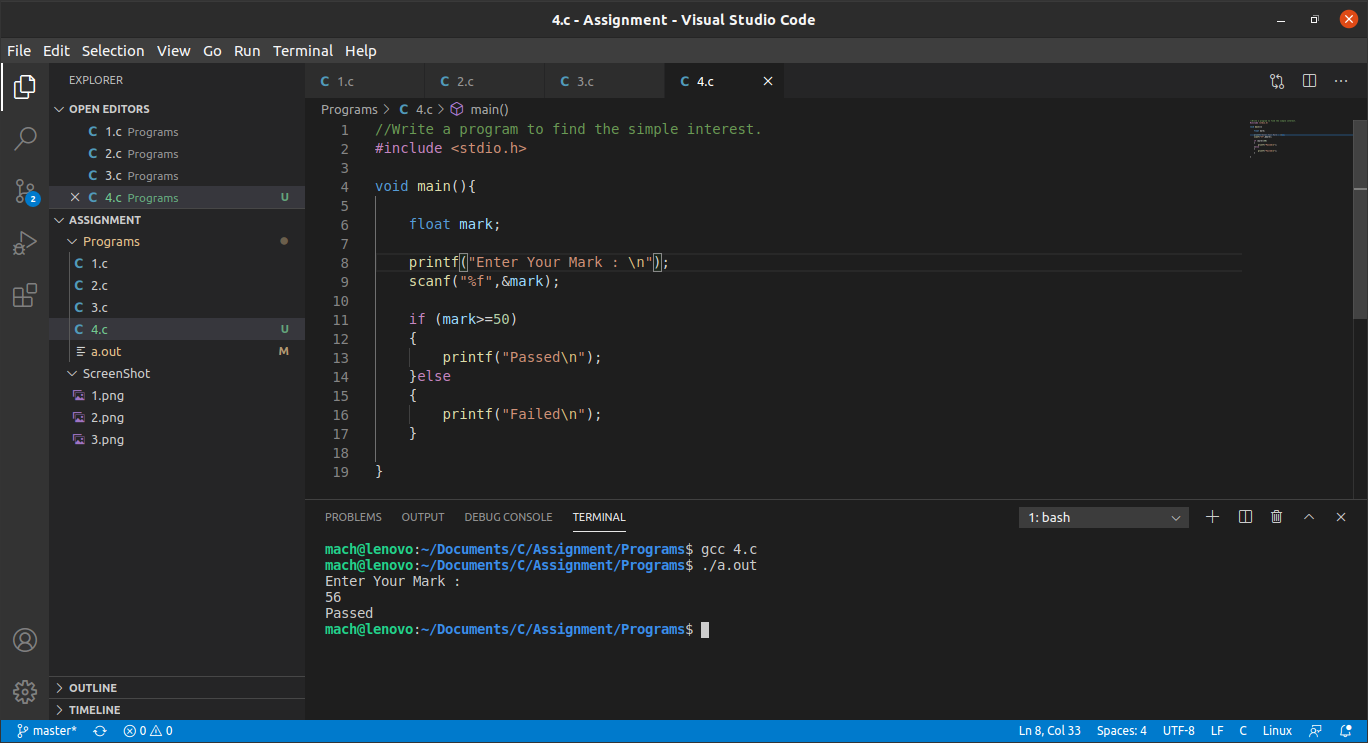 4.c - Assignment - Visual Studio Code
File Edit Selection View Go Run Terminal Help
EXPLORER
OPEN EDITORS
C 1.c Programs
C 2.c Programs
C 3.c Programs
C 4.c Programs U
ASSIGNMENT
Programs
C 1.c
C 2.c
C 3.c
C 4.c U
a.out M
ScreenShot
1.png
2.png
3.png
OUTLINE
TIMELINE
2
C 1.c C 2.c C 3.c C 4.c
Programs > C 4.c > main()
1 //Write a program to find the simple interest.
2 #include <stdio.h>
3
4 void main(){
5
6 float mark;
7
8 printf("Enter Your Mark : \n");
9 scanf("%f",&mark);
10
11 if (mark>=50)
12 {
13 printf("Passed\n");
14 }else
15 {
16 printf("Failed\n");
17 }
18
19 }
PROBLEMS OUTPUT DEBUG CONSOLE TERMINAL 1: bash
mach@lenovo:~/Documents/C/Assignment/Programs$ gcc 4.c
mach@lenovo:~/Documents/C/Assignment/Programs$ ./a.out
Enter Your Mark :
56
Passed
mach@lenovo:~/Documents/C/Assignment/Programs$
master* 0 0 Ln 8, Col 33 Spaces: 4 UTF-8 LF C Linux